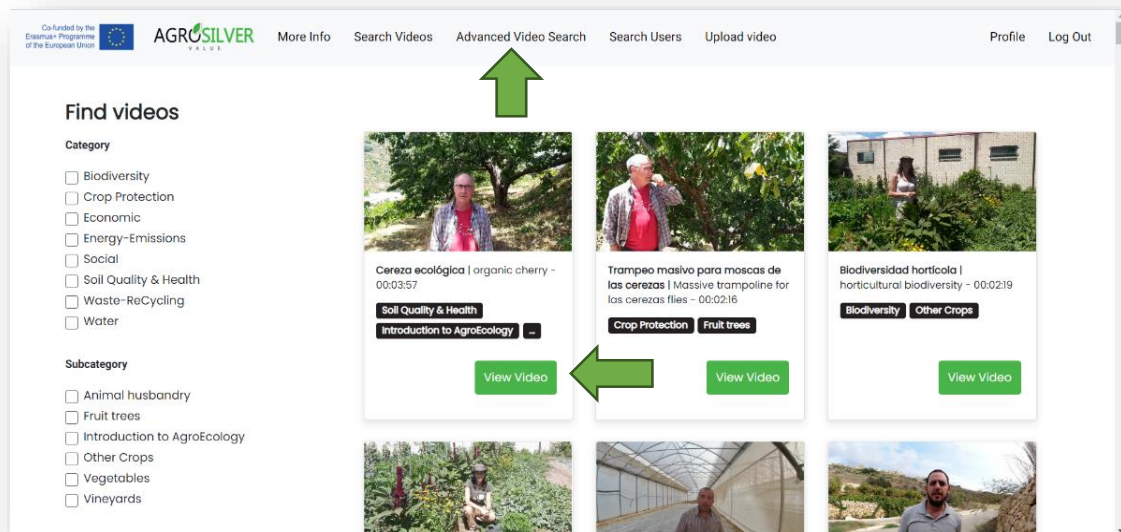 Co-funded by the
Erasmus+ Programme
of the European Union
AGROSILVER
VALUE
More Info
Search Videos
Advanced Video Search
Search Users
Upload video
Profile
Log Out
Find videos
Category
Biodiversity
Crop Protection
Economic
Energy-Emissions
Social
Soil Quality & Health
Waste-ReCycling
Water
Subcategory
Animal husbandry
Fruit trees
Introduction to AgroEcology
Other Crops
Vegetables
Vineyards
Cereza ecológica | organic cherry -
00:03:57
Soil Quality & Health
Introduction to AgroEcology ...
View Video
Trampeo masivo para moscas de
las cerezas | Massive trampoline for
las cerezas flies - 00:02:16
Crop Protection Fruit trees
View Video
Biodiversidad hortícola |
horticultural biodiversity - 00:02:19
Biodiversity Other Crops
View Video